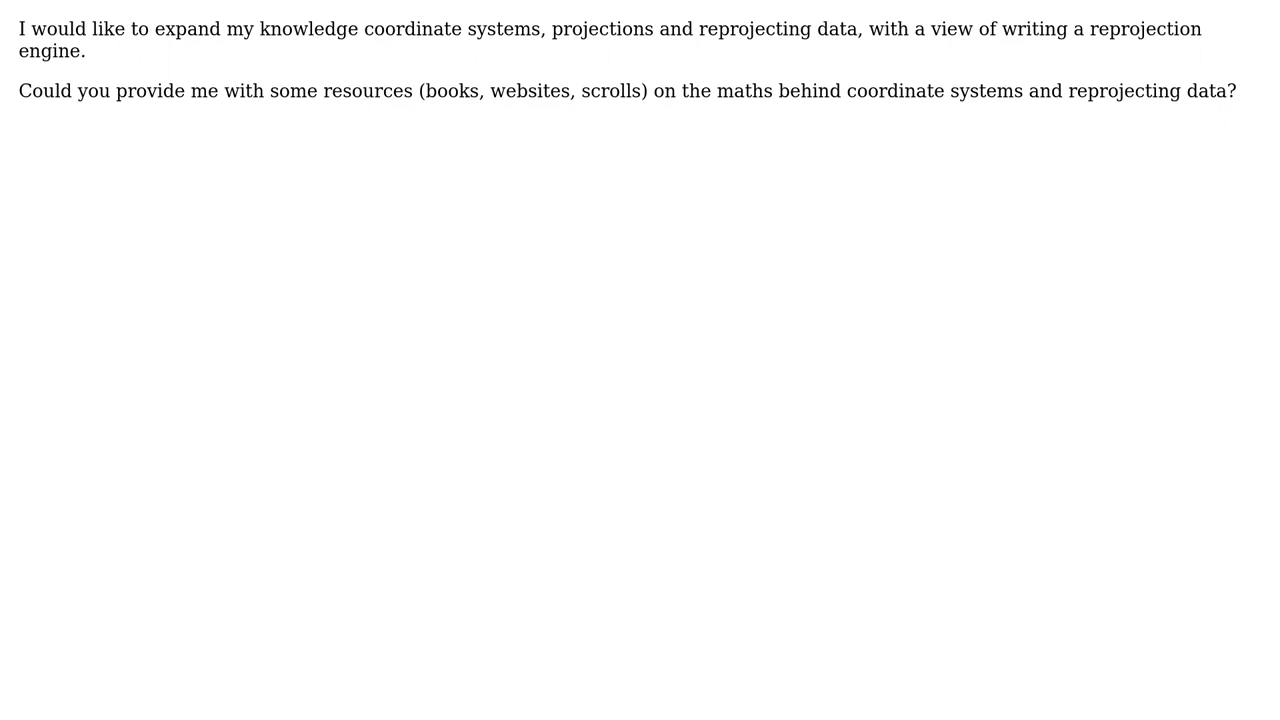 I would like to expand my knowledge coordinate systems, projections and reprojecting data, with a view of writing a reprojection
engine.
Could you provide me with some resources (books, websites, scrolls) on the maths behind coordinate systems and reprojecting data?